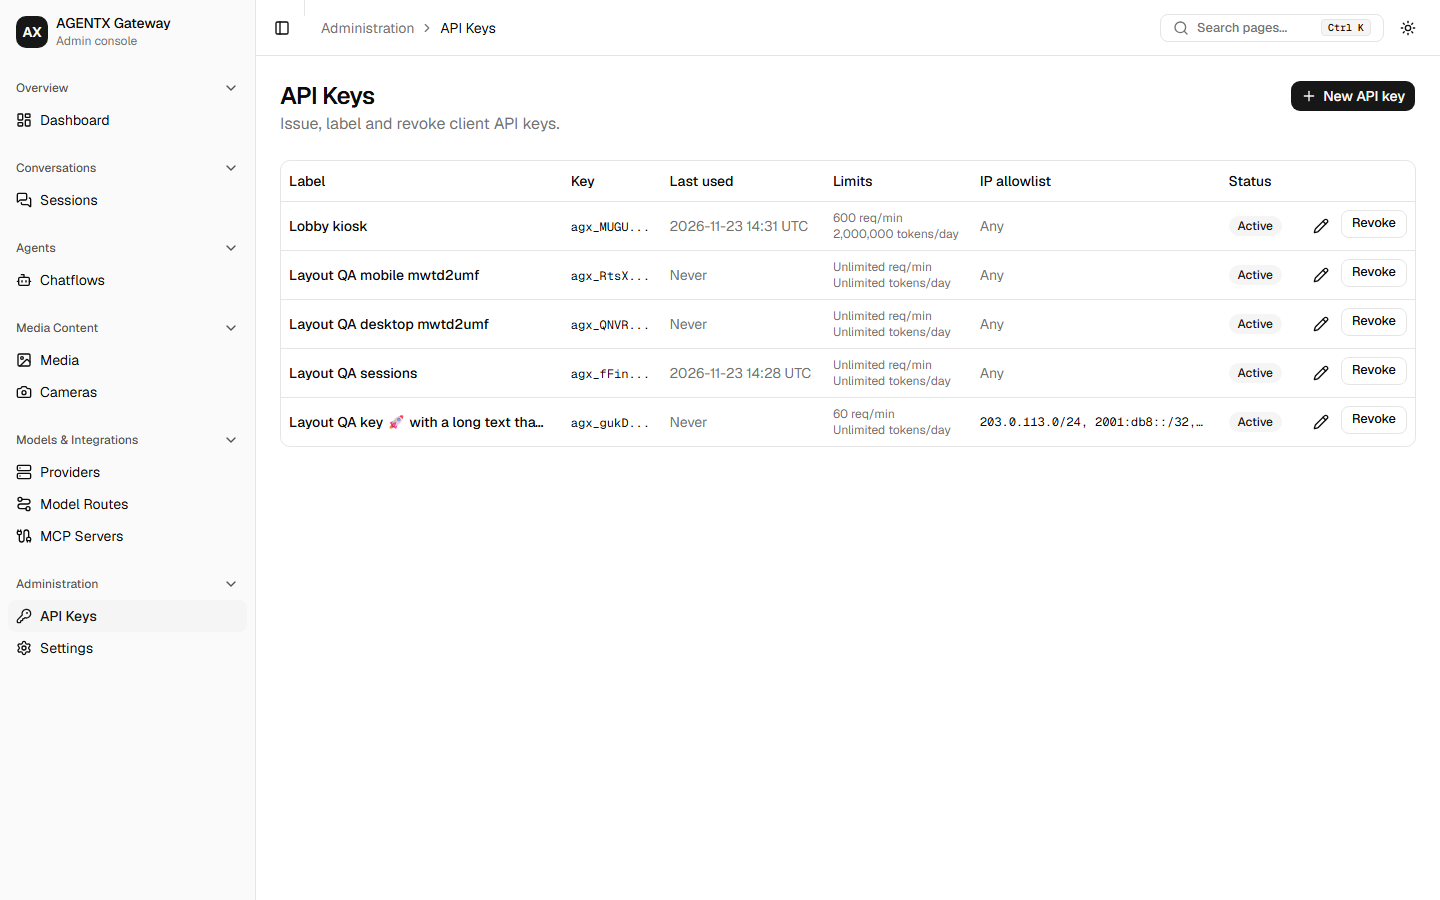 AX
AGENTX Gateway
Admin console
Overview
Dashboard
Conversations
Sessions
Agents
Chatflows
Media Content
Media
Cameras
Models & Integrations
Providers
Model Routes
MCP Servers
Administration
API Keys
Settings
Administration > API Keys
Search pages... Ctrl K
API Keys
Issue, label and revoke client API keys.
+ New API key
Label Key Last used Limits IP allowlist Status
Lobby kiosk agx_MUGU... 2026-11-23 14:31 UTC 600 req/min Any Active Revoke
2,000,000 tokens/day
Layout QA mobile mwtd2umf agx_RtsX... Never Unlimited req/min Any Active Revoke
Unlimited tokens/day
Layout QA desktop mwtd2umf agx_QNVR... Never Unlimited req/min Any Active Revoke
Unlimited tokens/day
Layout QA sessions agx_fFin... 2026-11-23 14:28 UTC Unlimited req/min Any Active Revoke
Unlimited tokens/day
Layout QA key 🚀 with a long text tha... agx_gukD... Never 60 req/min 203.0.113.0/24, 2001:db8::/32,... Active Revoke
Unlimited tokens/day